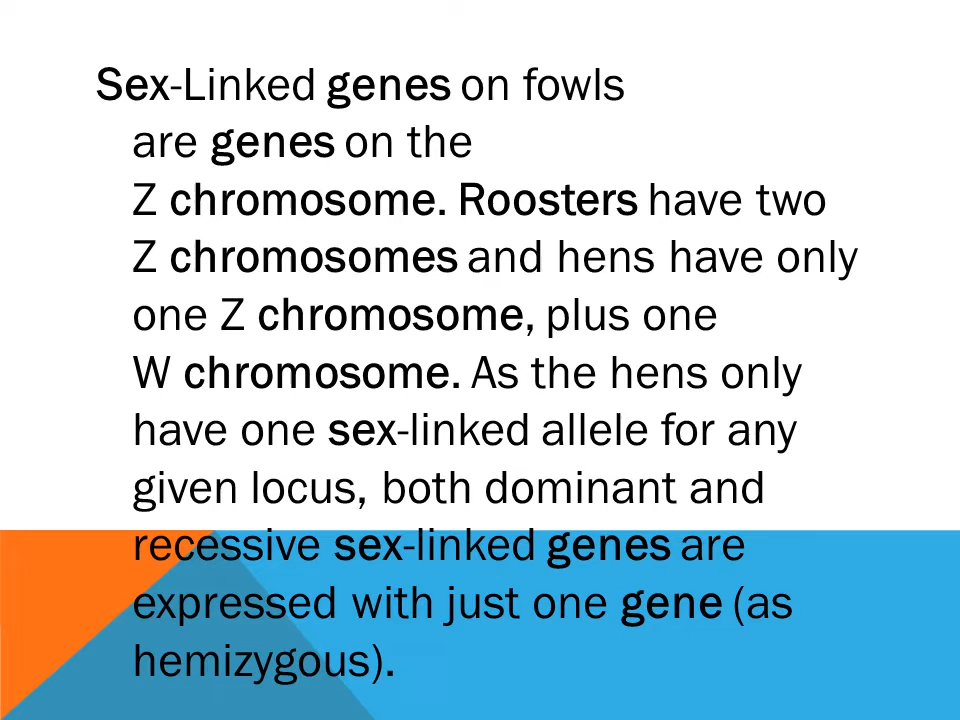 Sex-Linked genes on fowls
are genes on the
Z chromosome. Roosters have two
Z chromosomes and hens have only
one Z chromosome, plus one
W chromosome. As the hens only
have one sex-linked allele for any
given locus, both dominant and
recessive sex-linked genes are
expressed with just one gene (as
hemizygous).